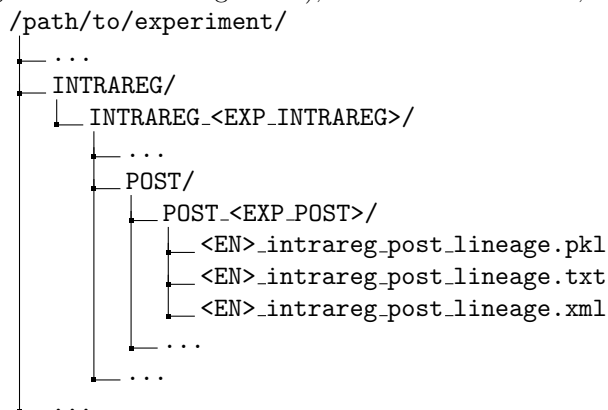 /path/to/experiment/
...
INTRAREG/
INTRAREG_<EXP_INTRAREG>/
...
POST/
POST_<EXP_POST>/
<EN>_intrareg_post_lineage.pkl
<EN>_intrareg_post_lineage.txt
<EN>_intrareg_post_lineage.xml
...
...
...